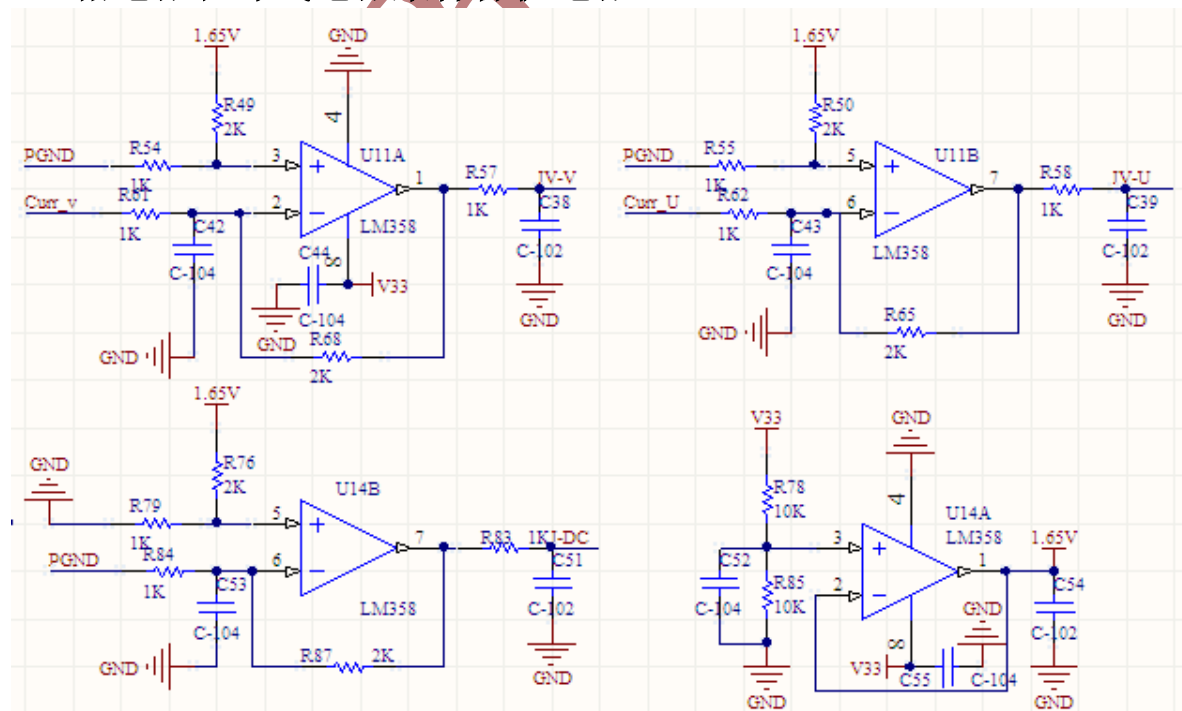 1.65V
GND
R49
2K
4
R54
1K
PGND
3
U11A
R61
1K
Curr_v
2
1
R57
1K
JV-V
C42
C-104
LM358
C38
C-102
C44
8
C-104
V33
GND
GND
GND
R68
2K
1.65V
R50
2K
PGND
R55
1K
5
U11B
Curr_U
R62
1K
6
7
R58
1K
JV-U
C43
C-104
LM358
C39
C-102
GND
GND
R65
2K
1.65V
GND
R76
2K
U14B
R79
1K
5
PGND
R84
1K
6
7
R83
1KJ-DC
C53
C-104
LM358
C51
C-102
GND
R87
2K
GND
V33
GND
R78
10K
4
U14A
LM358
3
1
1.65V
C52
C-104
R85
10K
2
GND
C54
C-102
8
V33
C55
C-104
GND
GND